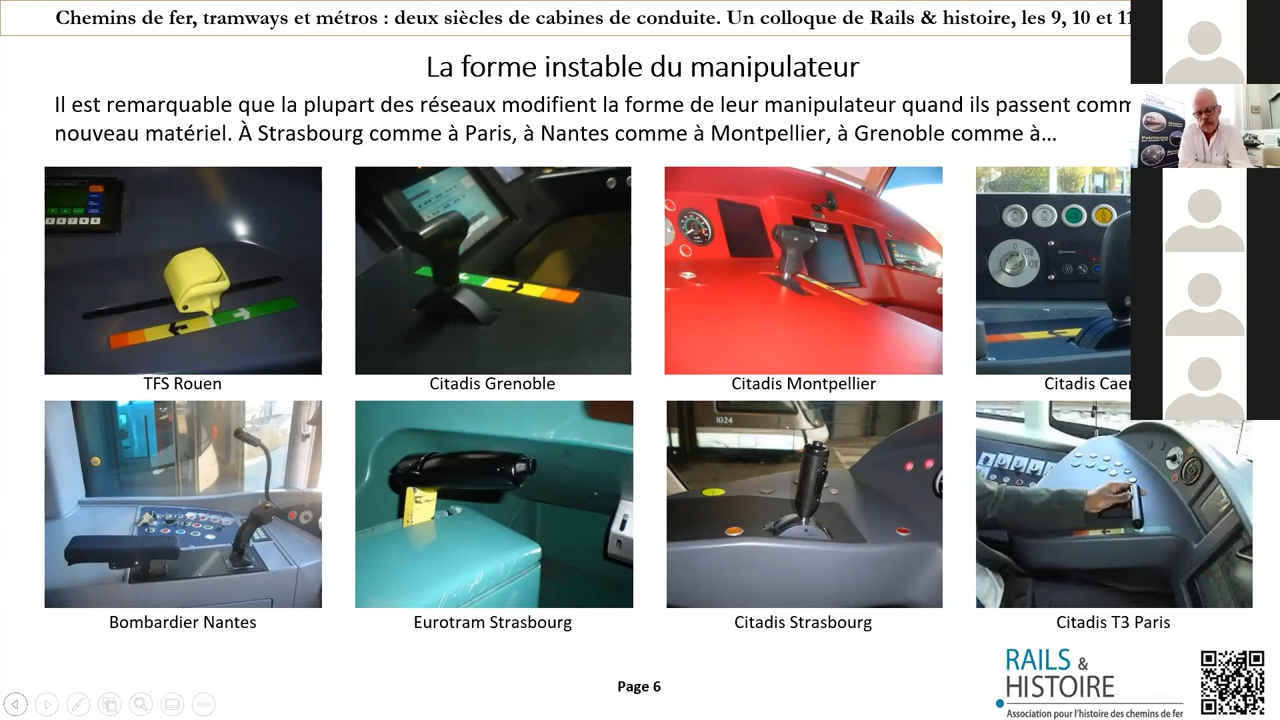 Chemins de fer, tramways et métros : deux siècles de cabines de conduite. Un colloque de Rails & histoire, les 9, 10 et 11
La forme instable du manipulateur
Il est remarquable que la plupart des réseaux modifient la forme de leur manipulateur quand ils passent
nouveau matériel. À Strasbourg comme à Paris, à Nantes comme à Montpellier, à Grenoble comme à…
TFS Rouen
Citadis Grenoble
Citadis Montpellier
Citadis Caen
1024
Bombardier Nantes
Eurotram Strasbourg
Citadis Strasbourg
Citadis T3 Paris
Page 6
RAILS &
HISTOIRE
Association pour l'histoire des chemins de fer